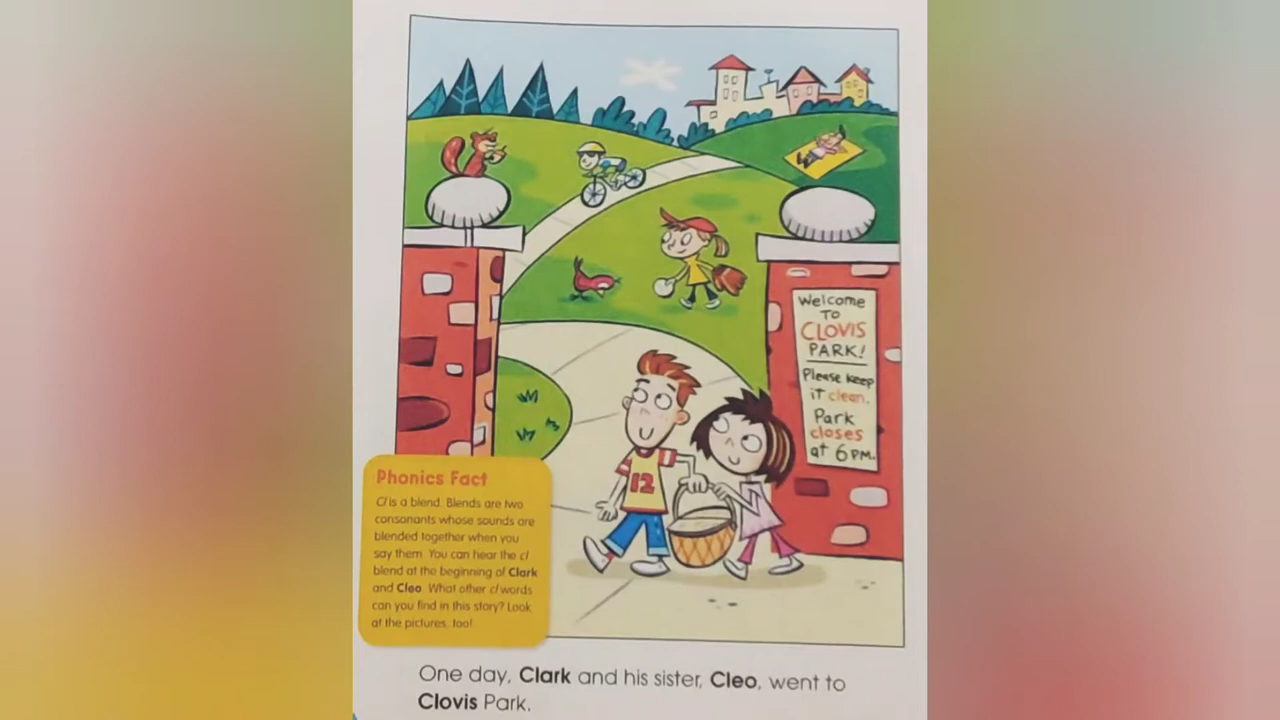 Welcome
TO
CLOVIS
PARK!
Please keep
it clean.
Park
closes
at 6 PM.
12
Phonics Fact
Cl is a blend. Blends are two
consonants whose sounds are
blended together when you
say them. You can hear the cl
blend at the beginning of Clark
and Cleo. What other cl words
can you find in this story? Look
at the pictures, too!
One day, Clark and his sister, Cleo, went to
Clovis Park.